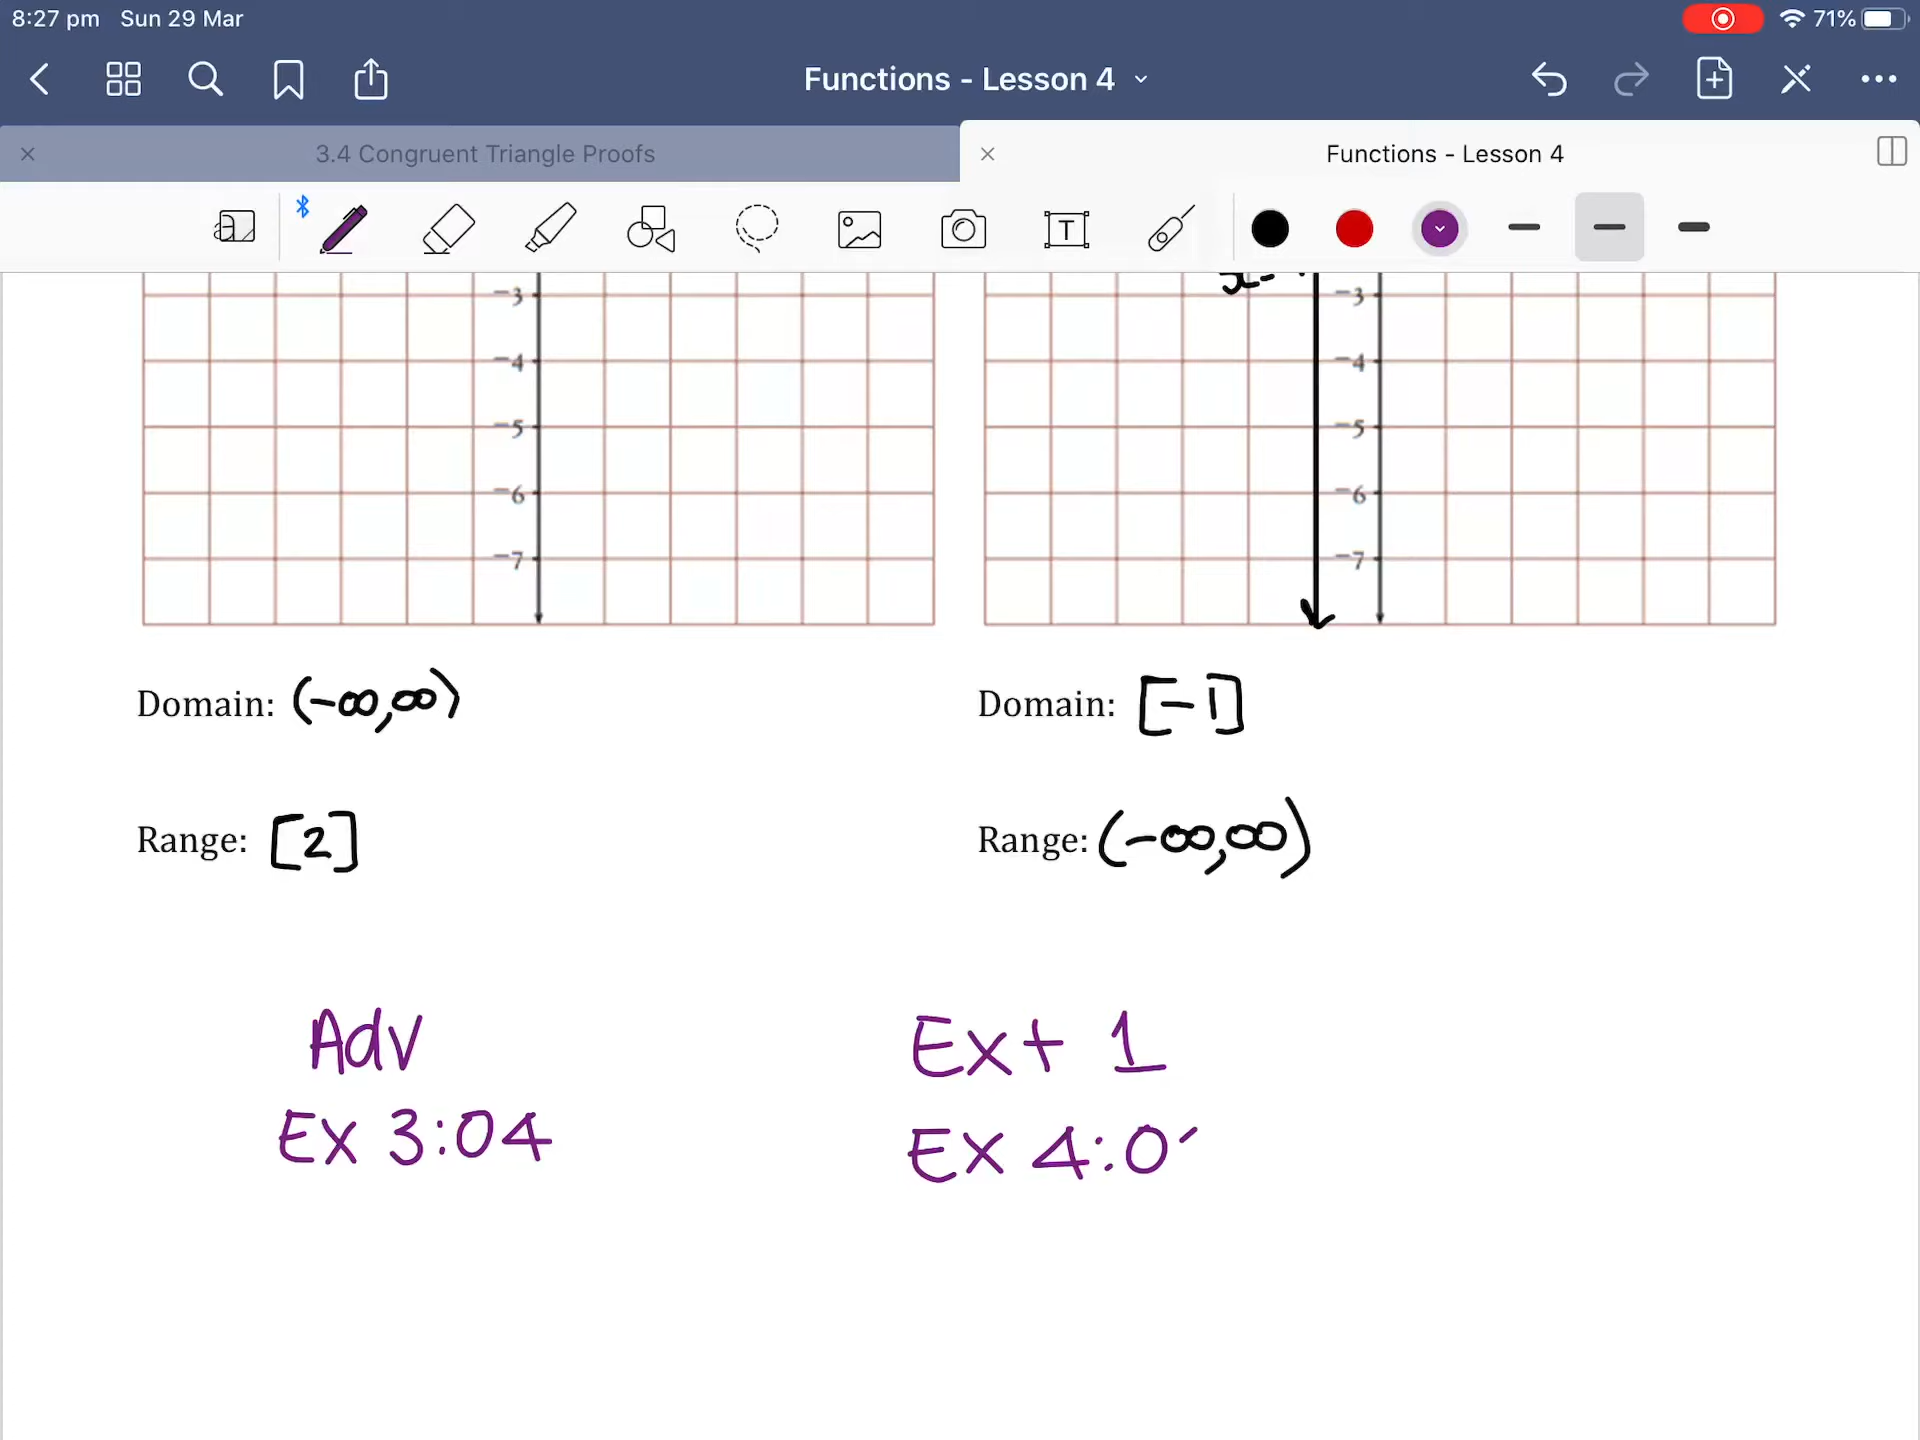 8:27 pm Sun 29 Mar 71%
Functions - Lesson 4
3.4 Congruent Triangle Proofs Functions - Lesson 4
-3 -3
-4 -4
-5 -5
-6 -6
-7 -7
Domain: (-∞,∞) Domain: [-1]
Range: [2] Range: (-∞,∞)
Adv Ext 1
Ex 3:04 Ex 4:0